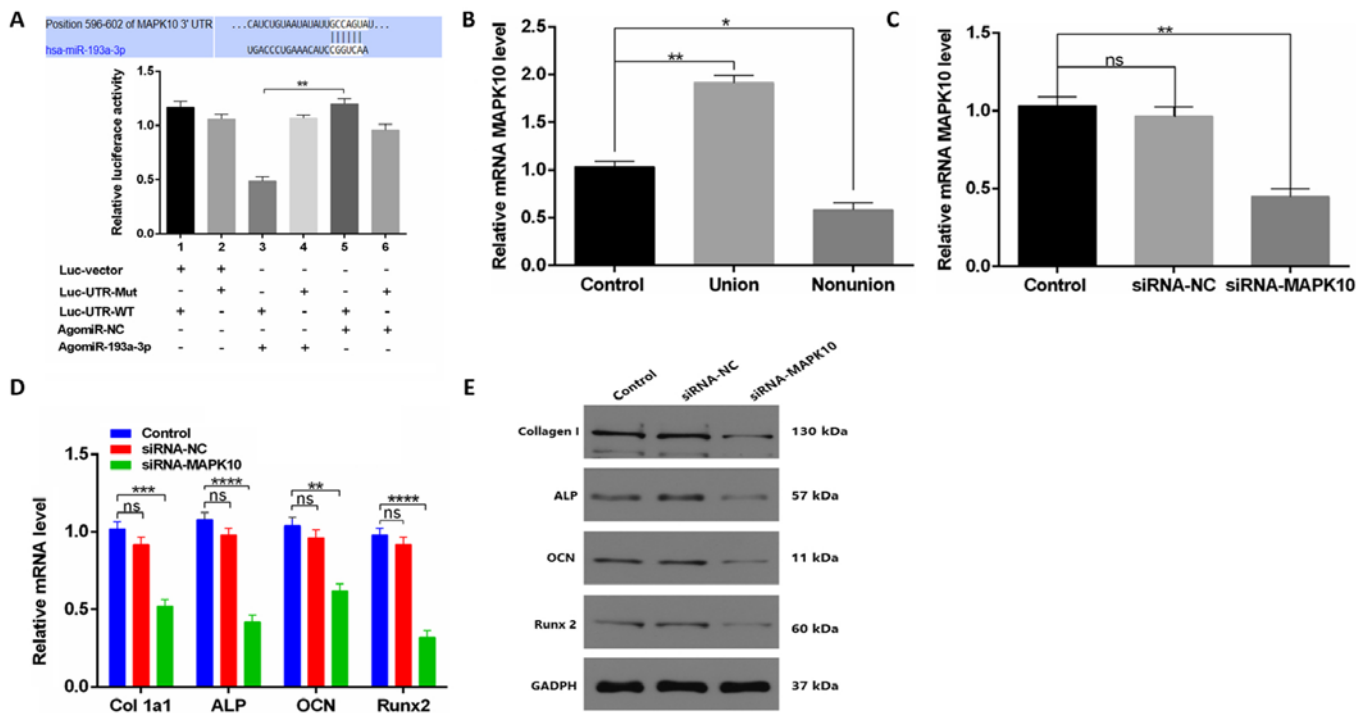 A
Position 596-602 of MAPK10 3' UTR ...CAUCUGUAAUAUAUUGCCAGUAU...
hsa-miR-193a-3p UGACCCUGAAACAUCCGGUCAA
Relative luciferace activity
1.5
1.0
0.5
0.0
**
1 2 3 4 5 6
Luc-vector + + - - - -
Luc-UTR-Mut - + - + - +
Luc-UTR-WT + - + - + -
AgomiR-NC - - - - + +
AgomiR-193a-3p - - + + - -
B
Relative mRNA MAPK10 level
2.5
2.0
1.5
1.0
0.5
0.0
*
**
Control Union Nonunion
C
Relative mRNA MAPK10 level
1.5
1.0
0.5
0.0
**
ns
Control siRNA-NC siRNA-MAPK10
D
Control
siRNA-NC
siRNA-MAPK10
Relative mRNA level
1.5
1.0
0.5
0.0
*** **** ** ****
ns ns ns ns
Col 1a1 ALP OCN Runx2
E
Control siRNA-NC siRNA-MAPK10
Collagen I 130 kDa
ALP 57 kDa
OCN 11 kDa
Runx 2 60 kDa
GADPH 37 kDa